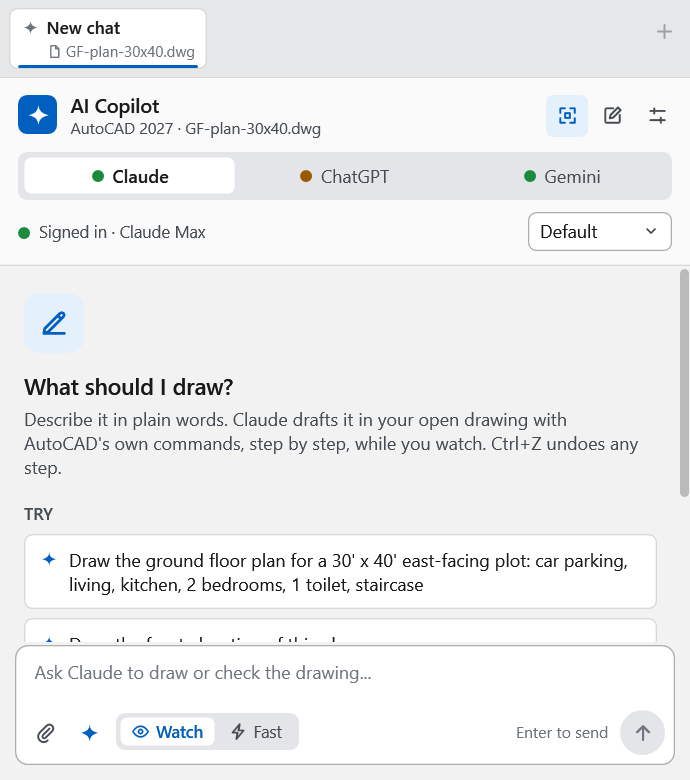 New chat
GF-plan-30x40.dwg
AI Copilot
AutoCAD 2027 · GF-plan-30x40.dwg
Claude
ChatGPT
Gemini
Signed in · Claude Max
Default
What should I draw?
Describe it in plain words. Claude drafts it in your open drawing with
AutoCAD's own commands, step by step, while you watch. Ctrl+Z undoes any
step.
TRY
Draw the ground floor plan for a 30' x 40' east-facing plot: car parking,
living, kitchen, 2 bedrooms, 1 toilet, staircase
Ask Claude to draw or check the drawing...
Watch
Fast
Enter to send